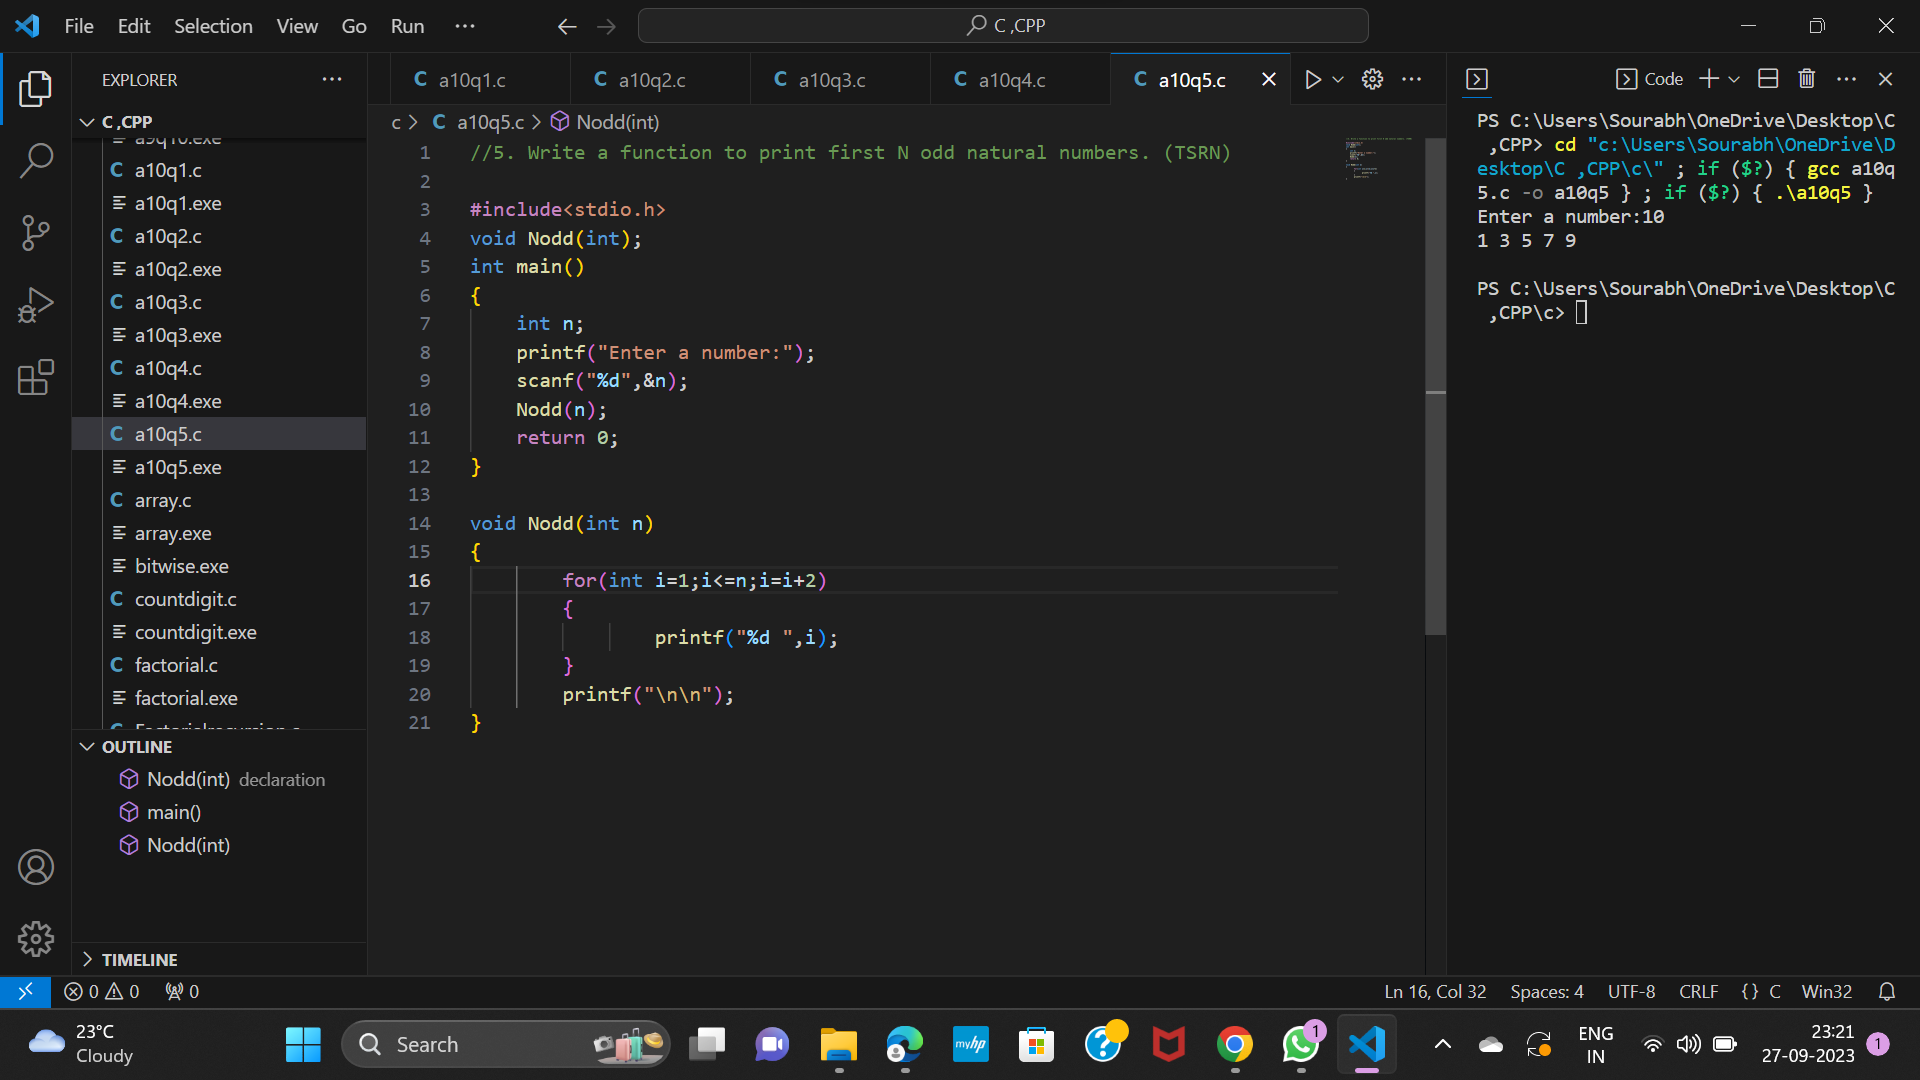 File Edit Selection View Go Run ···
C ,CPP
EXPLORER ···
C a10q1.c C a10q2.c C a10q3.c C a10q4.c C a10q5.c
Code
C ,CPP
c > C a10q5.c > Nodd(int)
a9q10.exe
C a10q1.c
a10q1.exe
C a10q2.c
a10q2.exe
C a10q3.c
a10q3.exe
C a10q4.c
a10q4.exe
C a10q5.c
a10q5.exe
C array.c
array.exe
bitwise.exe
C countdigit.c
countdigit.exe
C factorial.c
factorial.exe
OUTLINE
Nodd(int) declaration
main()
Nodd(int)
TIMELINE
1 //5. Write a function to print first N odd natural numbers. (TSRN)
2
3 #include<stdio.h>
4 void Nodd(int);
5 int main()
6 {
7 int n;
8 printf("Enter a number:");
9 scanf("%d",&n);
10 Nodd(n);
11 return 0;
12 }
13
14 void Nodd(int n)
15 {
16 for(int i=1;i<=n;i=i+2)
17 {
18 printf("%d ",i);
19 }
20 printf("\n\n");
21 }
PS C:\Users\Sourabh\OneDrive\Desktop\C
,CPP> cd "c:\Users\Sourabh\OneDrive\D
esktop\C ,CPP\c\" ; if ($?) { gcc a10q
5.c -o a10q5 } ; if ($?) { .\a10q5 }
Enter a number:10
1 3 5 7 9
PS C:\Users\Sourabh\OneDrive\Desktop\C
,CPP\c>
0 0 0
Ln 16, Col 32 Spaces: 4 UTF-8 CRLF {} C Win32
23°C
Cloudy
Search
myhp
1
ENG
IN
23:21
27-09-2023
1